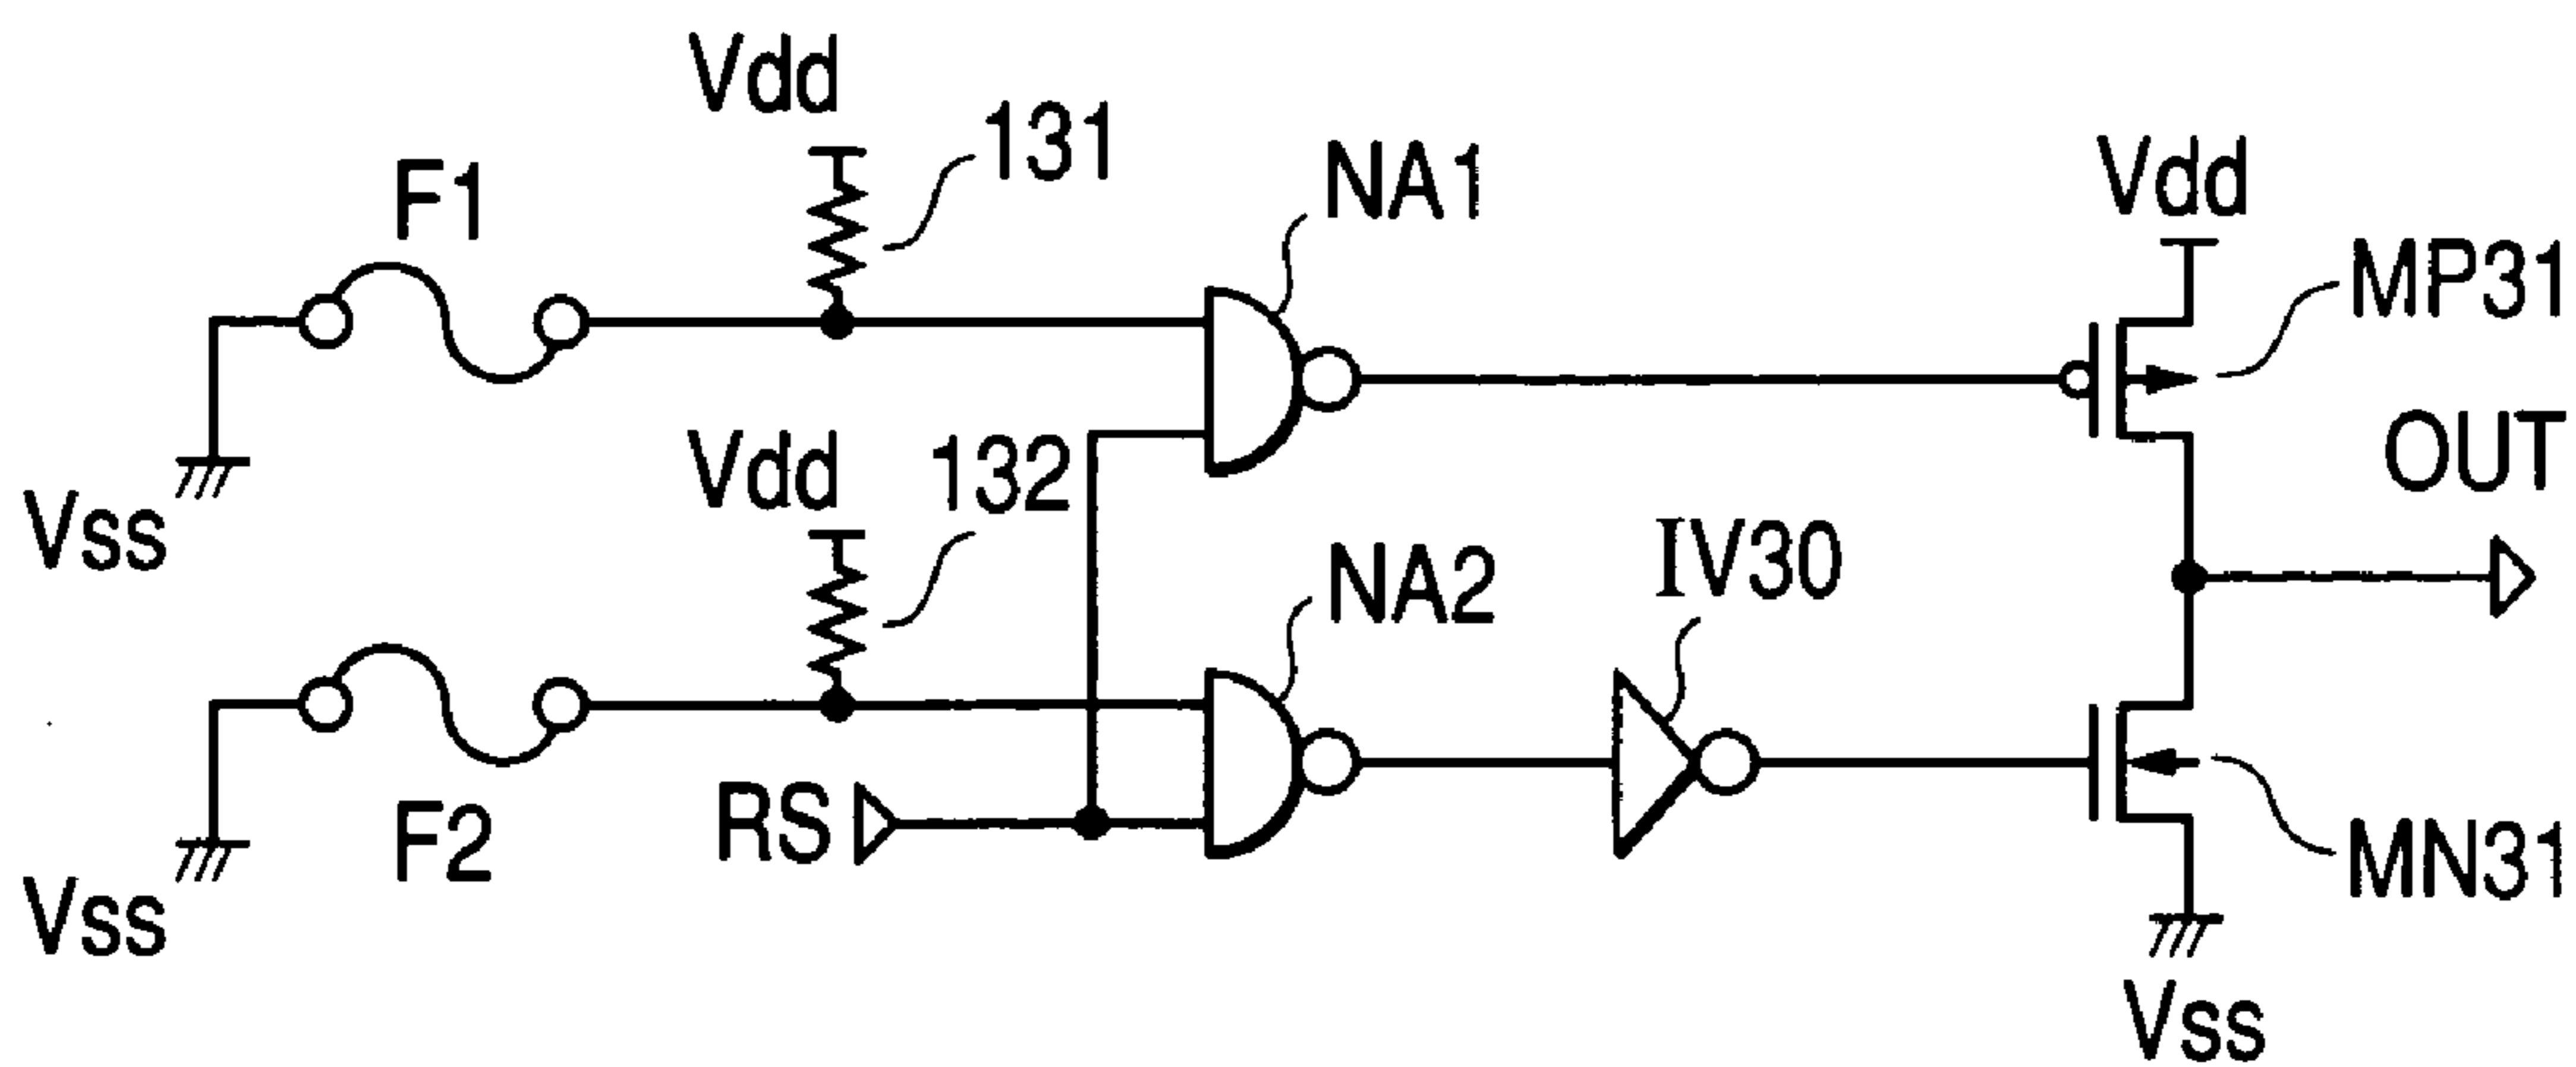 Vdd
131
F1
NA1
Vdd
MP31
Vss
Vdd
132
OUT
NA2
IV30
RS
F2
MN31
Vss
Vss